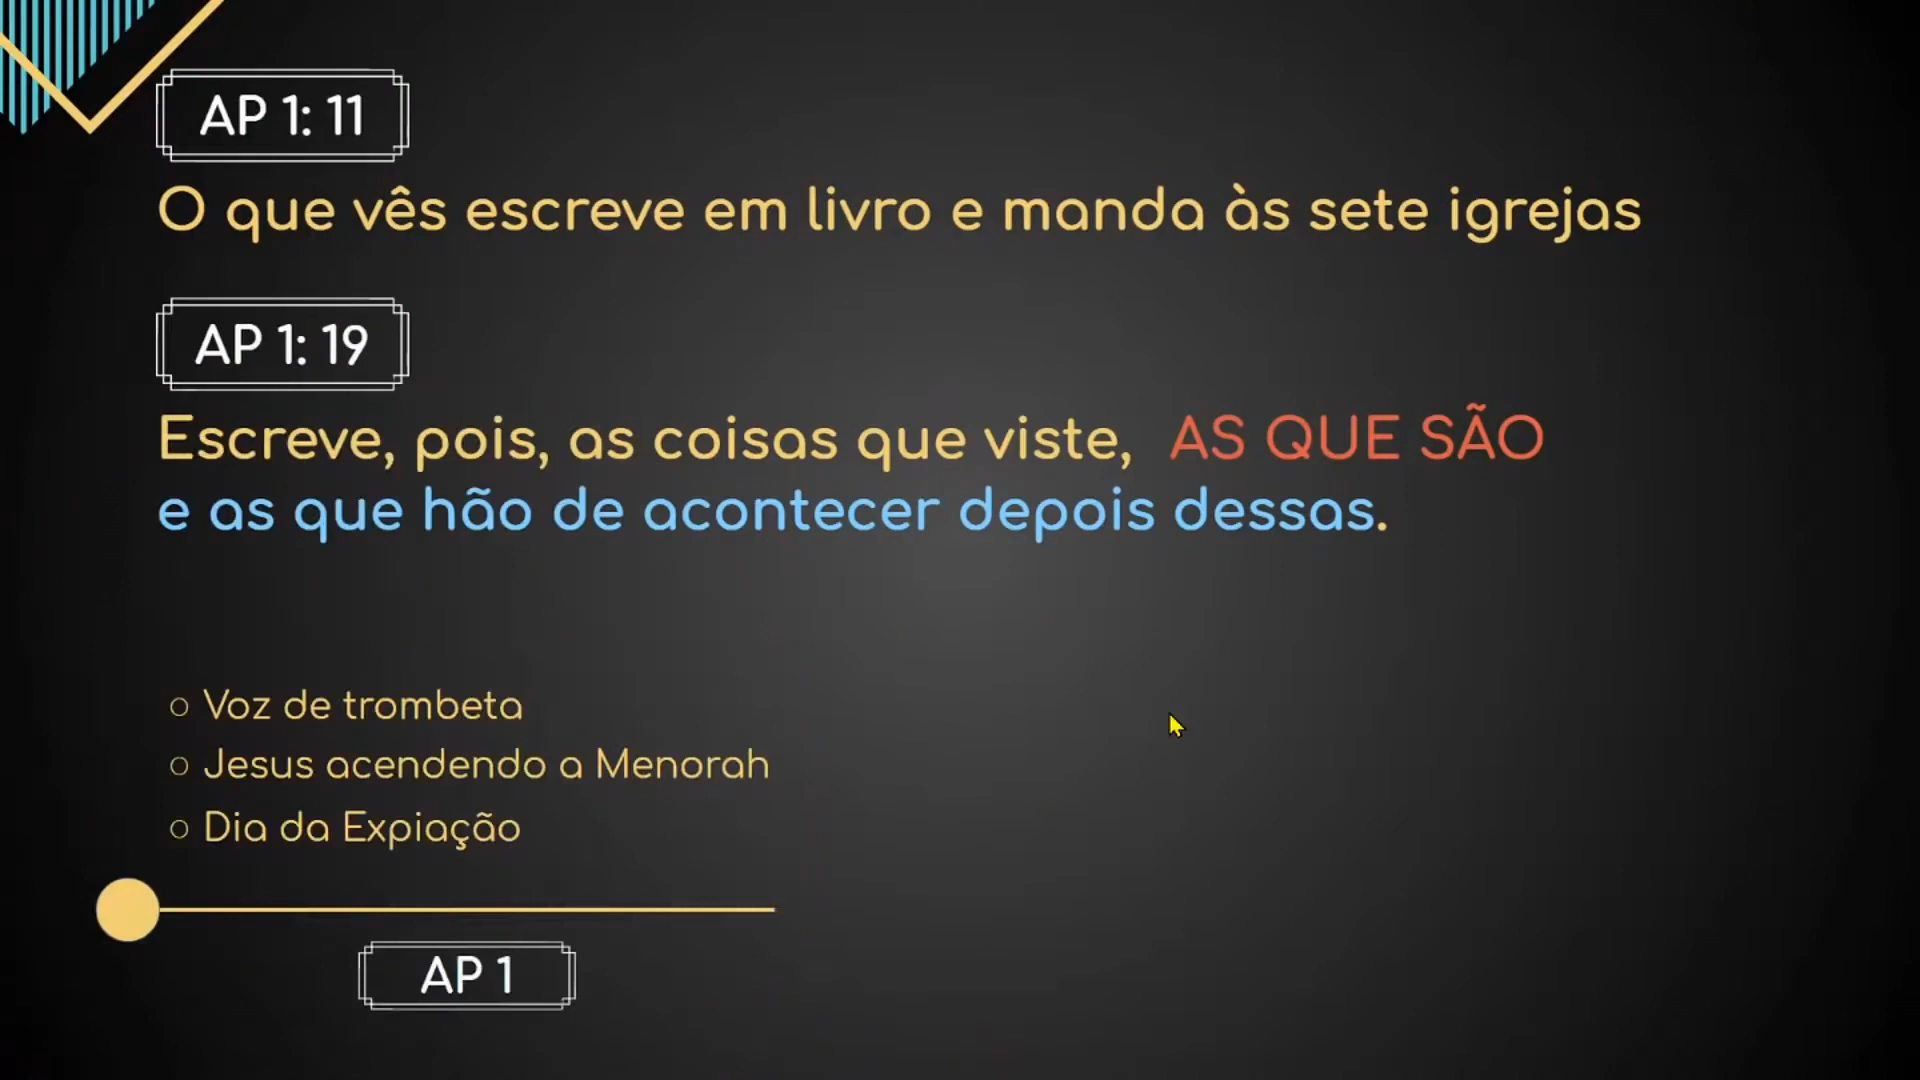 AP 1: 11
O que vês escreve em livro e manda às sete igrejas
AP 1: 19
Escreve, pois, as coisas que viste, AS QUE SÃO
e as que hão de acontecer depois dessas.
○ Voz de trombeta
○ Jesus acendendo a Menorah
○ Dia da Expiação
AP 1